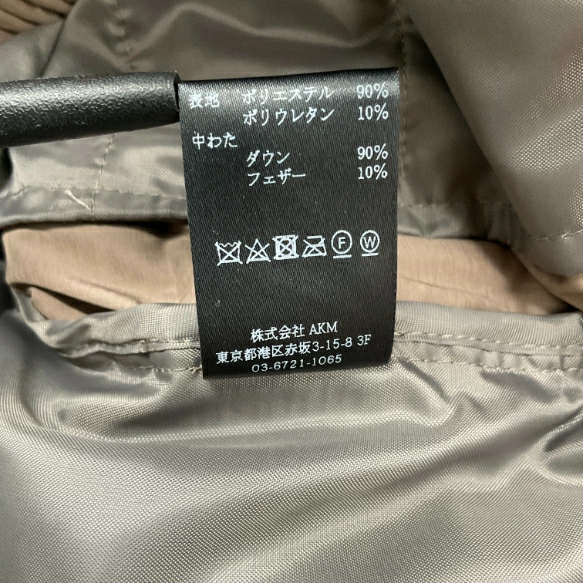 表地 ポリエステル 90%
ポリウレタン 10%
中わた
ダウン 90%
フェザー 10%
F W
株式会社 AKM
東京都港区赤坂3-15-8 3F
03-6721-1065